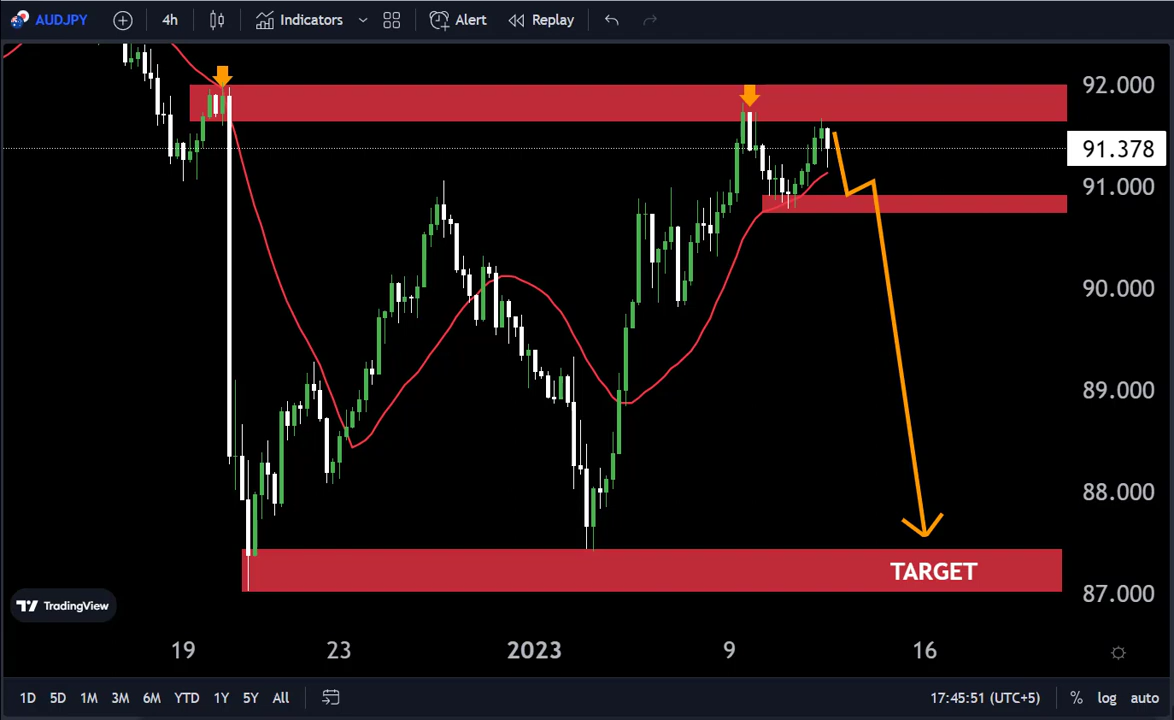 AUDJPY 4h Indicators Alert Replay
92.000
91.378
91.000
90.000
89.000
88.000
TARGET
87.000
TradingView
19 23 2023 9 16
1D 5D 1M 3M 6M YTD 1Y 5Y All 17:45:51 (UTC+5) % log auto